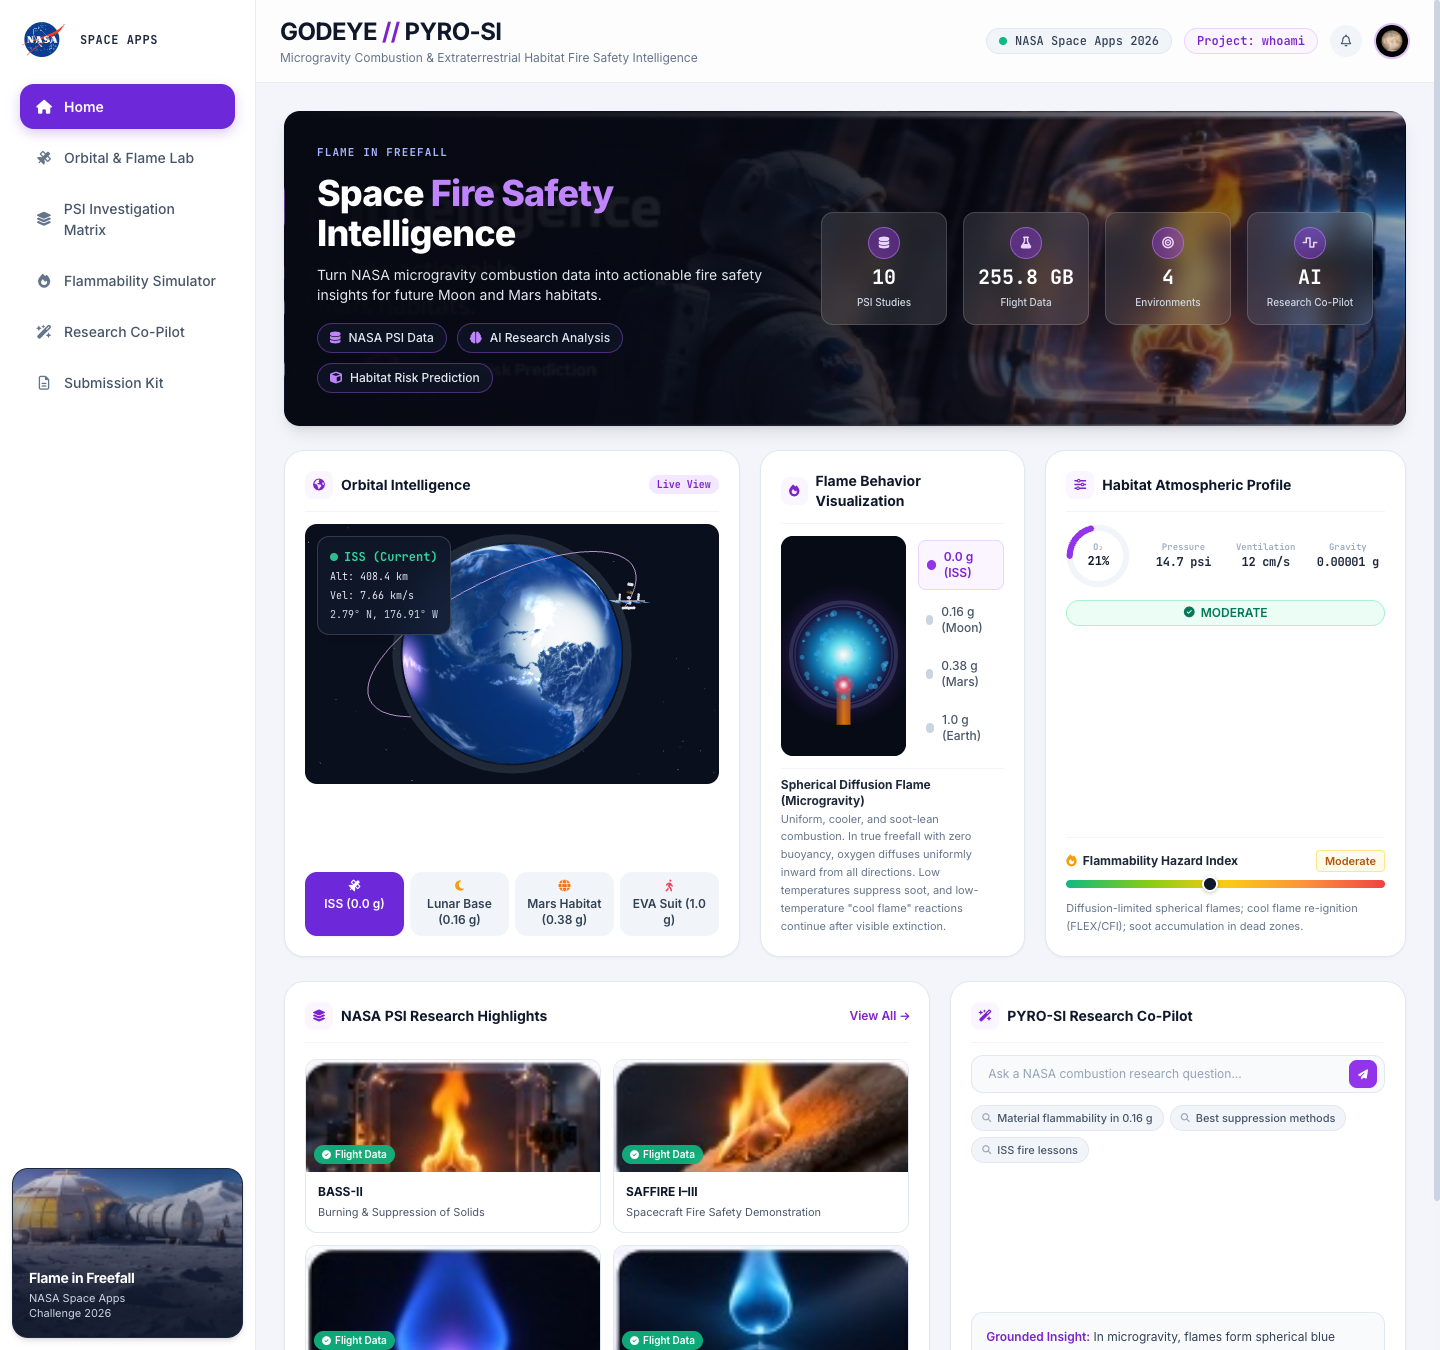 NASA
SPACE APPS
Home
Orbital & Flame Lab
PSI Investigation
Matrix
Flammability Simulator
Research Co-Pilot
Submission Kit
Flame in Freefall
NASA Space Apps
Challenge 2026
GODEYE // PYRO-SI
Microgravity Combustion & Extraterrestrial Habitat Fire Safety Intelligence
NASA Space Apps 2026
Project: whoami
FLAME IN FREEFALL
Space Fire Safety
Intelligence
Turn NASA microgravity combustion data into actionable fire safety
insights for future Moon and Mars habitats.
NASA PSI Data
AI Research Analysis
Habitat Risk Prediction
10
PSI Studies
255.8 GB
Flight Data
4
Environments
AI
Research Co-Pilot
Orbital Intelligence
Live View
ISS (Current)
Alt: 408.4 km
Vel: 7.66 km/s
2.79° N, 176.91° W
ISS (0.0 g)
Lunar Base
(0.16 g)
Mars Habitat
(0.38 g)
EVA Suit (1.0
g)
Flame Behavior
Visualization
0.0 g
(ISS)
0.16 g
(Moon)
0.38 g
(Mars)
1.0 g
(Earth)
Spherical Diffusion Flame
(Microgravity)
Uniform, cooler, and soot-lean
combustion. In true freefall with zero
buoyancy, oxygen diffuses uniformly
inward from all directions. Low
temperatures suppress soot, and low-
temperature "cool flame" reactions
continue after visible extinction.
Habitat Atmospheric Profile
O₂
21%
Pressure
14.7 psi
Ventilation
12 cm/s
Gravity
0.00001 g
MODERATE
Flammability Hazard Index
Moderate
Diffusion-limited spherical flames; cool flame re-ignition
(FLEX/CFI); soot accumulation in dead zones.
NASA PSI Research Highlights
View All →
Flight Data
BASS-II
Burning & Suppression of Solids
Flight Data
SAFFIRE I–III
Spacecraft Fire Safety Demonstration
Flight Data
Flight Data
PYRO-SI Research Co-Pilot
Ask a NASA combustion research question...
Material flammability in 0.16 g
Best suppression methods
ISS fire lessons
Grounded Insight: In microgravity, flames form spherical blue